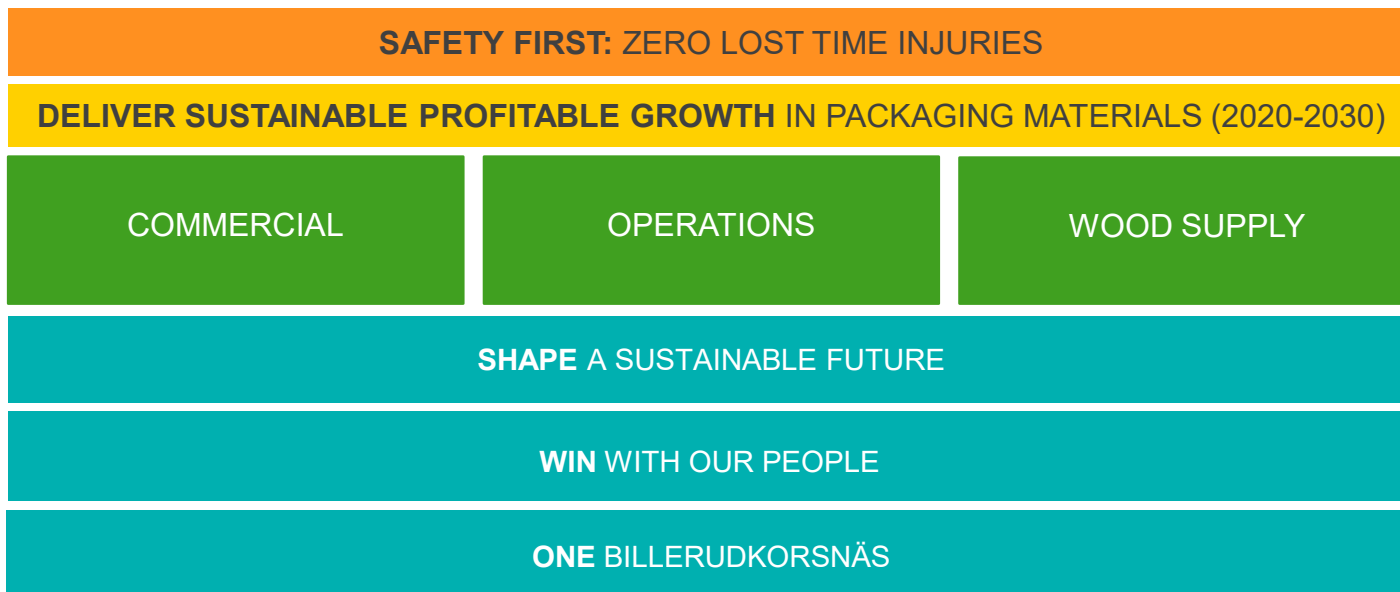 SAFETY FIRST: ZERO LOST TIME INJURIES
DELIVER SUSTAINABLE PROFITABLE GROWTH IN PACKAGING MATERIALS (2020-2030)
COMMERCIAL
OPERATIONS
WOOD SUPPLY
SHAPE A SUSTAINABLE FUTURE
WIN WITH OUR PEOPLE
ONE BILLERUDKORSNÄS